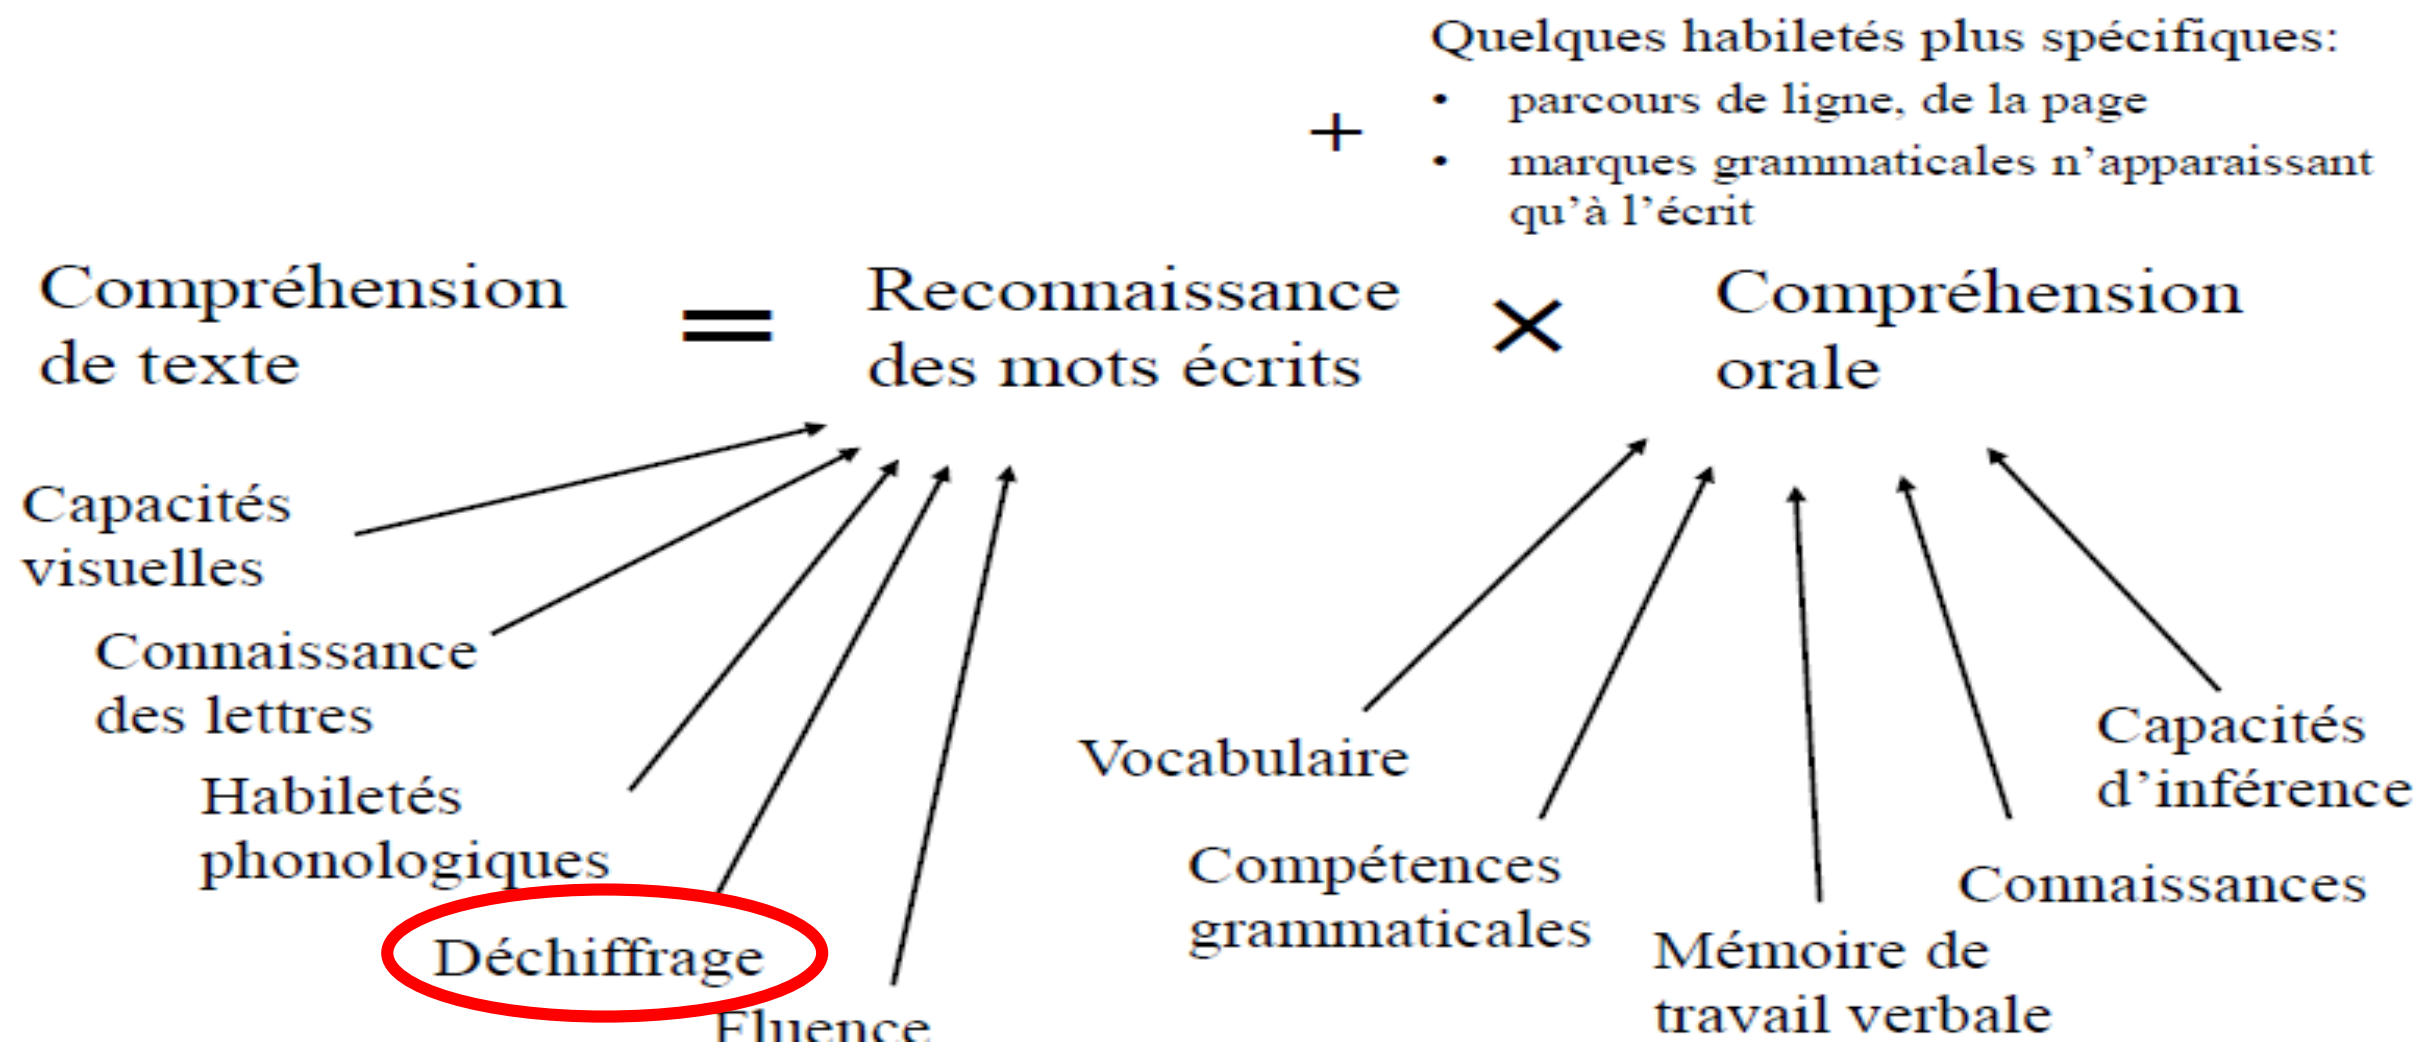 Quelques habiletés plus spécifiques:
+
• parcours de ligne, de la page
• marques grammaticales n’apparaissant
qu’à l’écrit
Compréhension
de texte
=
Reconnaissance
des mots écrits
×
Compréhension
orale
Capacités
visuelles
Connaissance
des lettres
Habiletés
phonologiques
Déchiffrage
Fluence
Vocabulaire
Compétences
grammaticales
Mémoire de
travail verbale
Connaissances
Capacités
d’inférence